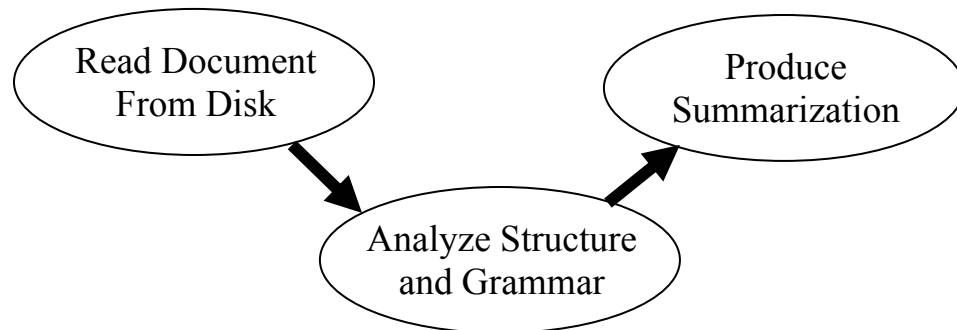 Read Document
From Disk
Analyze Structure
and Grammar
Produce
Summarization